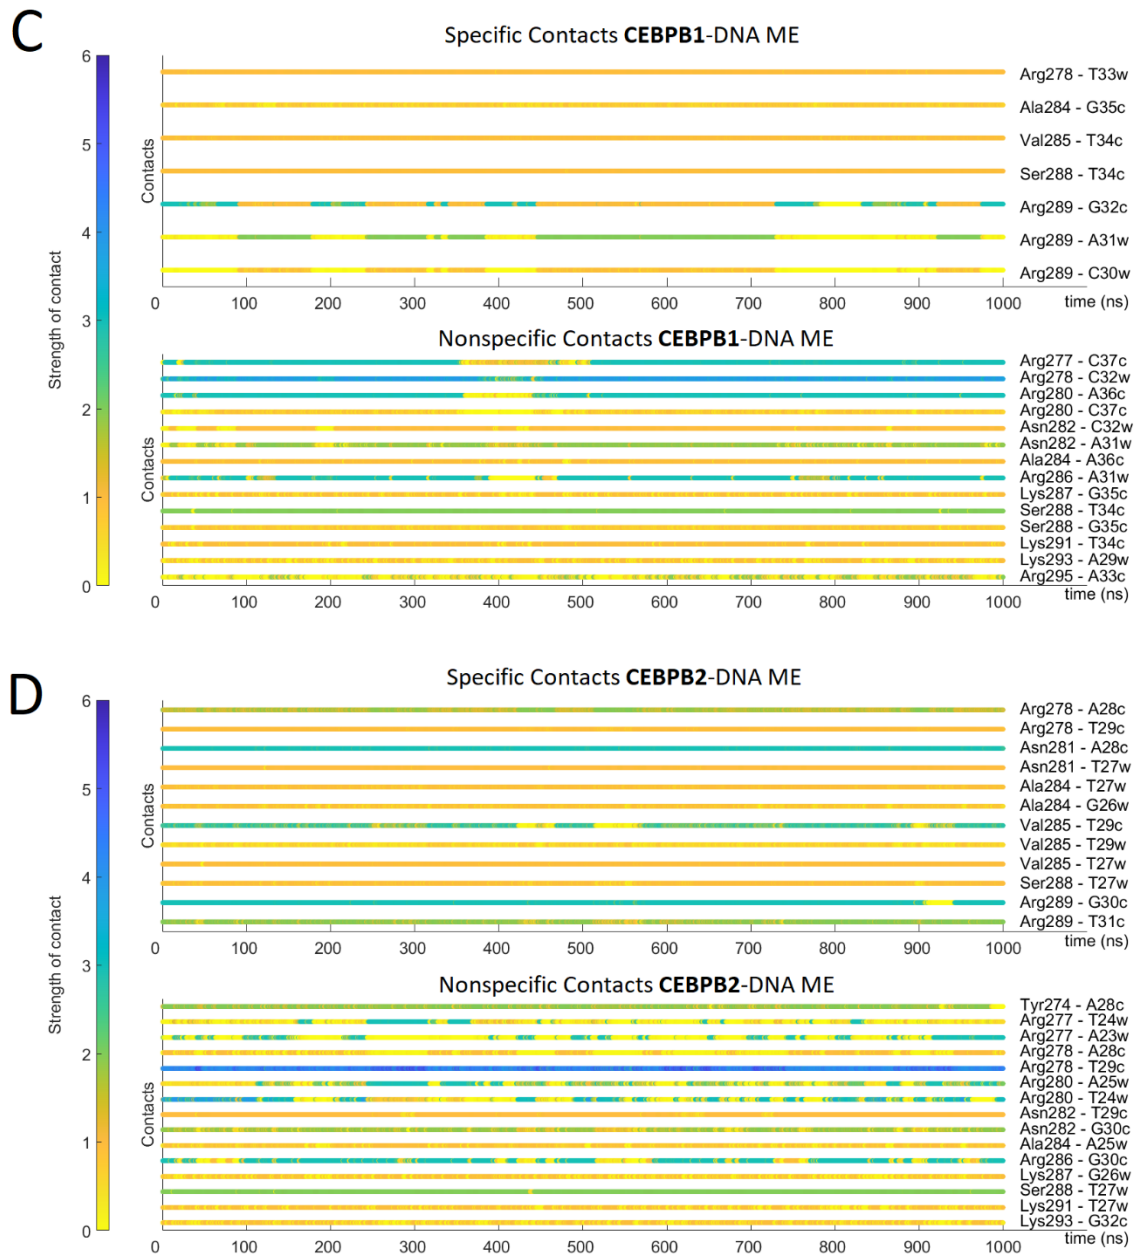 C
Specific Contacts CEBPB1-DNA ME
6
5
4
3
2
1
0
Strength of contact
Contacts
Arg278 - T33w
Ala284 - G35c
Val285 - T34c
Ser288 - T34c
Arg289 - G32c
Arg289 - A31w
Arg289 - C30w
0 100 200 300 400 500 600 700 800 900 1000
time (ns)
Nonspecific Contacts CEBPB1-DNA ME
Contacts
Arg277 - C37c
Arg278 - C32w
Arg280 - A36c
Arg280 - C37c
Asn282 - C32w
Asn282 - A31w
Ala284 - A36c
Arg286 - A31w
Lys287 - G35c
Ser288 - T34c
Ser288 - G35c
Lys291 - T34c
Lys293 - A29w
Arg295 - A33c
time (ns)
0 100 200 300 400 500 600 700 800 900 1000
D
Specific Contacts CEBPB2-DNA ME
6
5
4
3
2
1
0
Strength of contact
Contacts
Arg278 - A28c
Arg278 - T29c
Asn281 - A28c
Asn281 - T27w
Ala284 - T27w
Ala284 - G26w
Val285 - T29c
Val285 - T29w
Val285 - T27w
Ser288 - T27w
Arg289 - G30c
Arg289 - T31c
time (ns)
0 100 200 300 400 500 600 700 800 900 1000
Nonspecific Contacts CEBPB2-DNA ME
Contacts
Tyr274 - A28c
Arg277 - T24w
Arg277 - A23w
Arg278 - A28c
Arg278 - T29c
Arg280 - A25w
Arg280 - T24w
Asn282 - T29c
Asn282 - G30c
Ala284 - A25w
Arg286 - G30c
Lys287 - G26w
Ser288 - T27w
Lys291 - T27w
Lys293 - G32c
time (ns)
0 100 200 300 400 500 600 700 800 900 1000